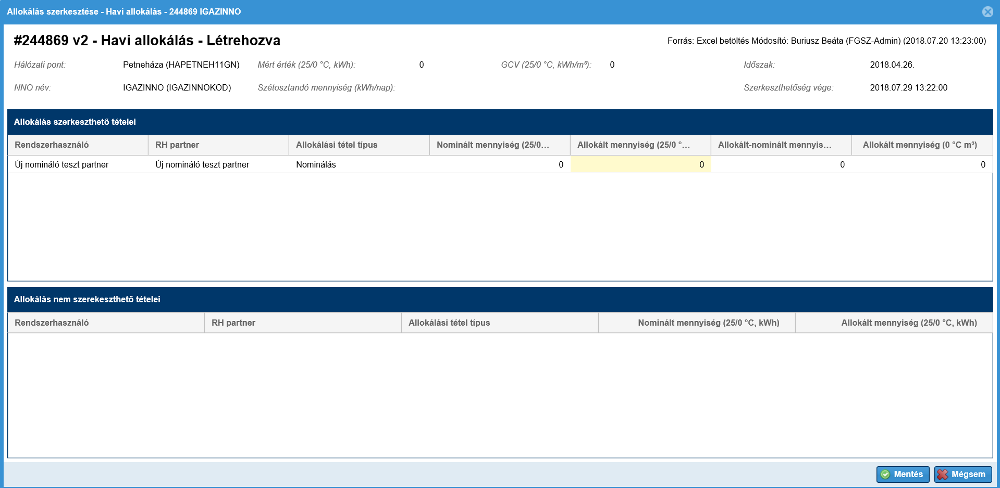 Allokálás szerkesztése - Havi allokálás - 244869 IGAZINNO
#244869 v2 - Havi allokálás - Létrehozva
Forrás: Excel betöltés Módosító: Buriusz Beáta (FGSZ-Admin) (2018.07.20 13:23:00)
Hálózati pont: Petneháza (HAPETNEH11GN) Mért érték (25/0 °C, kWh): 0 GCV (25/0 °C, kWh/m³): 0 Időszak: 2018.04.26.
NNO név: IGAZINNO (IGAZINNOKOD) Szétosztandó mennyiség (kWh/nap): Szerkeszthetőség vége: 2018.07.29 13:22:00
Allokálás szerkeszthető tételei
Rendszerhasználó RH partner Allokálási tétel típus Nominált mennyiség (25/0... Allokált mennyiség (25/0 °... Allokált-nominált mennyis... Allokált mennyiség (0 °C m³)
Új nomináló teszt partner Új nomináló teszt partner Nominálás 0 0 0 0
Allokálás nem szerekeszthető tételei
Rendszerhasználó RH partner Allokálási tétel típus Nominált mennyiség (25/0 °C, kWh) Allokált mennyiség (25/0 °C, kWh)
Mentés Mégsem